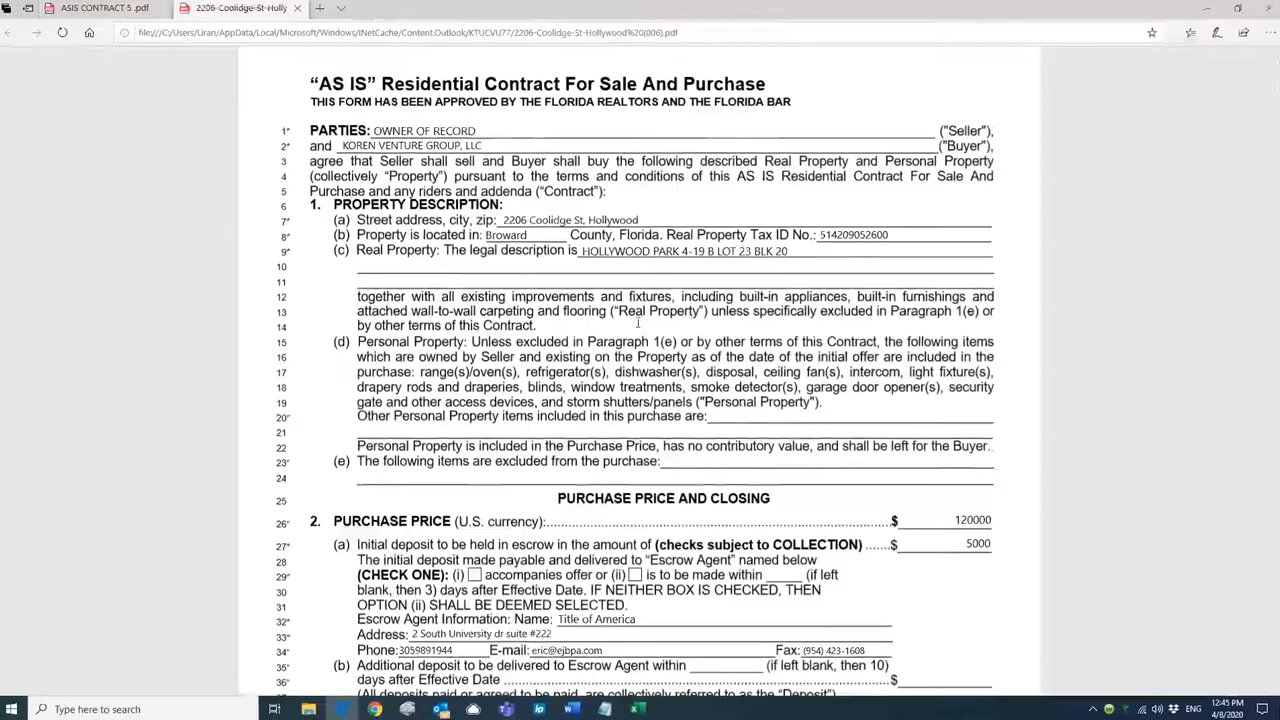 ASIS CONTRACT 5 .pdf
2206-Coolidge-St-Holly
file:///C:/Users/Liran/AppData/Local/Microsoft/Windows/INetCache/Content.Outlook/KTUCVU77/2206-Coolidge-St-Hollywood%20(006).pdf
“AS IS” Residential Contract For Sale And Purchase
THIS FORM HAS BEEN APPROVED BY THE FLORIDA REALTORS AND THE FLORIDA BAR
1* PARTIES: OWNER OF RECORD ("Seller"),
2* and KOREN VENTURE GROUP, LLC ("Buyer"),
3 agree that Seller shall sell and Buyer shall buy the following described Real Property and Personal Property
4 (collectively “Property”) pursuant to the terms and conditions of this AS IS Residential Contract For Sale And
5 Purchase and any riders and addenda (“Contract”):
6 1. PROPERTY DESCRIPTION:
7* (a) Street address, city, zip: 2206 Coolidge St, Hollywood
8* (b) Property is located in: Broward County, Florida. Real Property Tax ID No.: 514209052600
9* (c) Real Property: The legal description is HOLLYWOOD PARK 4-19 B LOT 23 BLK 20
10
11
12 together with all existing improvements and fixtures, including built-in appliances, built-in furnishings and
13 attached wall-to-wall carpeting and flooring (“Real Property”) unless specifically excluded in Paragraph 1(e) or
14 by other terms of this Contract.
15 (d) Personal Property: Unless excluded in Paragraph 1(e) or by other terms of this Contract, the following items
16 which are owned by Seller and existing on the Property as of the date of the initial offer are included in the
17 purchase: range(s)/oven(s), refrigerator(s), dishwasher(s), disposal, ceiling fan(s), intercom, light fixture(s),
18 drapery rods and draperies, blinds, window treatments, smoke detector(s), garage door opener(s), security
19 gate and other access devices, and storm shutters/panels ("Personal Property").
20* Other Personal Property items included in this purchase are:
21
22 Personal Property is included in the Purchase Price, has no contributory value, and shall be left for the Buyer.
23* (e) The following items are excluded from the purchase:
24
25 PURCHASE PRICE AND CLOSING
26* 2. PURCHASE PRICE (U.S. currency):.......................................................................................... $ 120000
27* (a) Initial deposit to be held in escrow in the amount of (checks subject to COLLECTION) ......$ 5000
28 The initial deposit made payable and delivered to “Escrow Agent” named below
29* (CHECK ONE): (i) accompanies offer or (ii) is to be made within (if left
30 blank, then 3) days after Effective Date. IF NEITHER BOX IS CHECKED, THEN
31 OPTION (ii) SHALL BE DEEMED SELECTED.
32* Escrow Agent Information: Name: Title of America
33* Address: 2 South University dr suite #222
34* Phone: 3059891944 E-mail: eric@ejbpa.com Fax: (954) 423-1608
35* (b) Additional deposit to be delivered to Escrow Agent within (if left blank, then 10)
36* days after Effective Date .................................................................................................$
(All deposits paid or agreed to be paid, are collectively referred to as the “Deposit”)
Type here to search
ENG
12:45 PM
4/8/2020